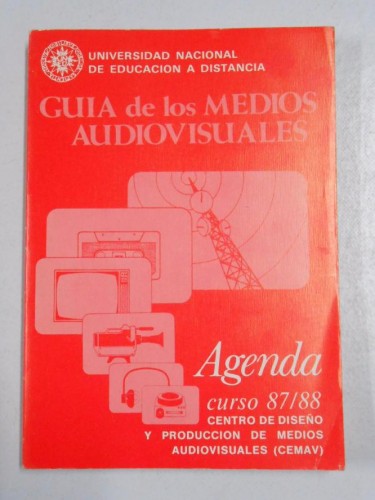 UNIVERSIDAD NACIONAL
DE EDUCACION A DISTANCIA
GUIA de los MEDIOS
AUDIOVISUALES
Agenda
curso 87/88
CENTRO DE DISEÑO
Y PRODUCCION DE MEDIOS
AUDIOVISUALES (CEMAV)